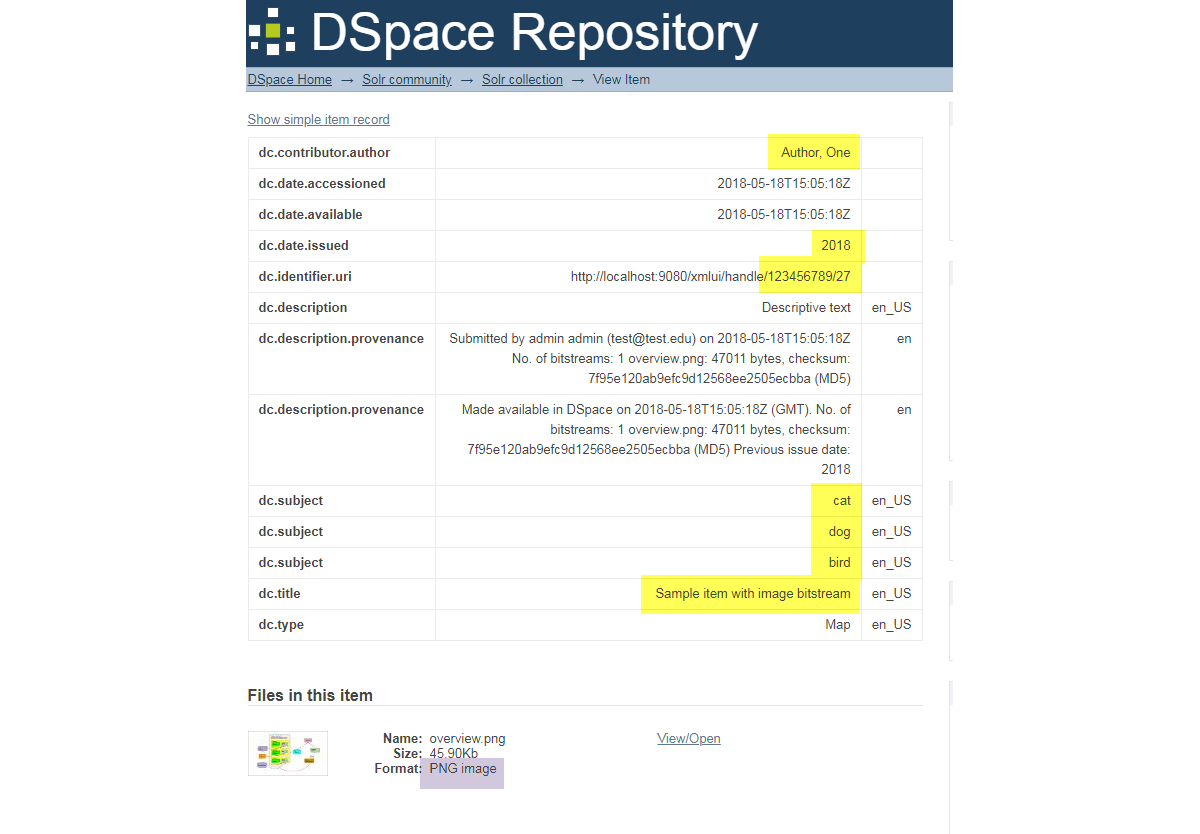 DSpace Repository
DSpace Home → Solr community → Solr collection → View Item
Show simple item record
dc.contributor.author Author, One
dc.date.accessioned 2018-05-18T15:05:18Z
dc.date.available 2018-05-18T15:05:18Z
dc.date.issued 2018
dc.identifier.uri http://localhost:9080/xmlui/handle/123456789/27
dc.description Descriptive text en_US
dc.description.provenance Submitted by admin admin (test@test.edu) on 2018-05-18T15:05:18Z en
No. of bitstreams: 1 overview.png: 47011 bytes, checksum:
7f95e120ab9efc9d12568ee2505ecbba (MD5)
dc.description.provenance Made available in DSpace on 2018-05-18T15:05:18Z (GMT). No. of en
bitstreams: 1 overview.png: 47011 bytes, checksum:
7f95e120ab9efc9d12568ee2505ecbba (MD5) Previous issue date:
2018
dc.subject cat en_US
dc.subject dog en_US
dc.subject bird en_US
dc.title Sample item with image bitstream en_US
dc.type Map en_US
Files in this item
Name: overview.png View/Open
Size: 45.90Kb
Format: PNG image